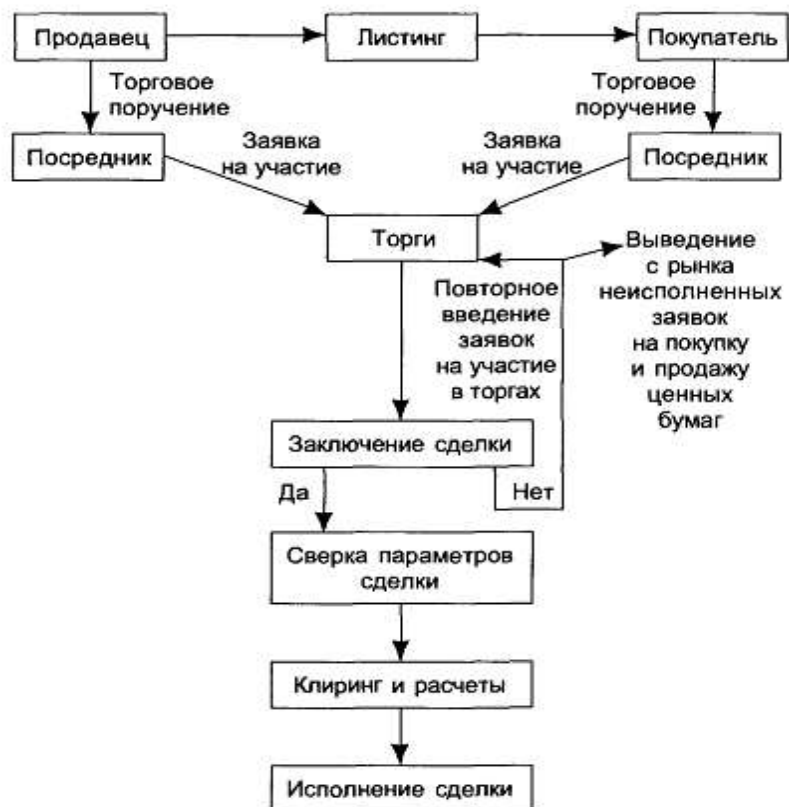 Продавец
Листинг
Покупатель
Торговое
поручение
Торговое
поручение
Посредник
Заявка
на участие
Заявка
на участие
Посредник
Торги
Повторное
введение
заявок
на участие
в торгах
Выведение
с рынка
неисполненных
заявок
на покупку
и продажу
ценных
бумаг
Заключение сделки
Да
Нет
Сверка параметров
сделки
Клиринг и расчеты
Исполнение сделки